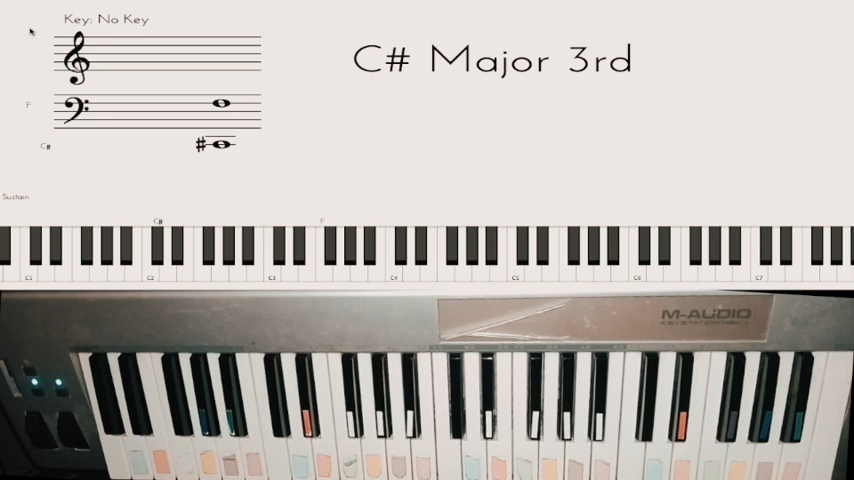 Key: No Key
C# Major 3rd
F
C#
Sustain
C# F
C1 C2 C3 C4 C5 C6 C7
M-AUDIO